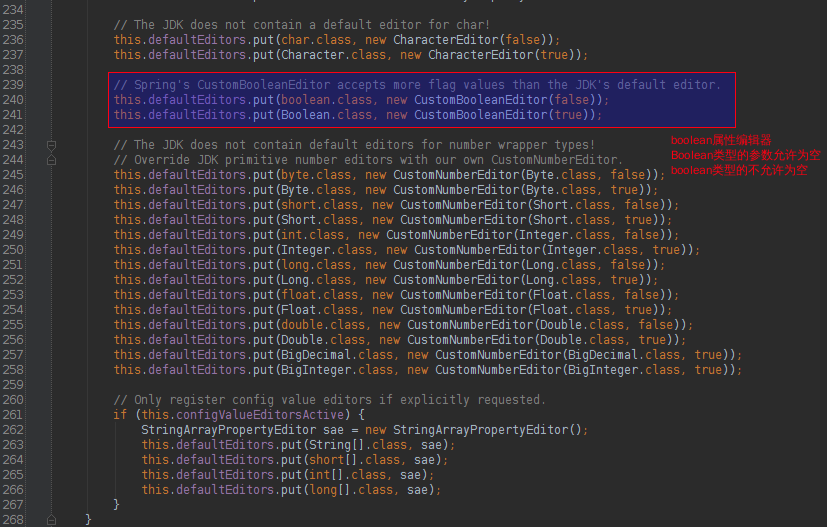 234
235 // The JDK does not contain a default editor for char!
236 this.defaultEditors.put(char.class, new CharacterEditor(false));
237 this.defaultEditors.put(Character.class, new CharacterEditor(true));
238
239 // Spring's CustomBooleanEditor accepts more flag values than the JDK's default editor.
240 this.defaultEditors.put(boolean.class, new CustomBooleanEditor(false));
241 this.defaultEditors.put(Boolean.class, new CustomBooleanEditor(true));
242
boolean属性编辑器
Boolean类型的参数允许为空
boolean类型的不允许为空
243 // The JDK does not contain default editors for number wrapper types!
244 // Override JDK primitive number editors with our own CustomNumberEditor.
245 this.defaultEditors.put(byte.class, new CustomNumberEditor(Byte.class, false));
246 this.defaultEditors.put(Byte.class, new CustomNumberEditor(Byte.class, true));
247 this.defaultEditors.put(short.class, new CustomNumberEditor(Short.class, false));
248 this.defaultEditors.put(Short.class, new CustomNumberEditor(Short.class, true));
249 this.defaultEditors.put(int.class, new CustomNumberEditor(Integer.class, false));
250 this.defaultEditors.put(Integer.class, new CustomNumberEditor(Integer.class, true));
251 this.defaultEditors.put(long.class, new CustomNumberEditor(Long.class, false));
252 this.defaultEditors.put(Long.class, new CustomNumberEditor(Long.class, true));
253 this.defaultEditors.put(float.class, new CustomNumberEditor(Float.class, false));
254 this.defaultEditors.put(Float.class, new CustomNumberEditor(Float.class, true));
255 this.defaultEditors.put(double.class, new CustomNumberEditor(Double.class, false));
256 this.defaultEditors.put(Double.class, new CustomNumberEditor(Double.class, true));
257 this.defaultEditors.put(BigDecimal.class, new CustomNumberEditor(BigDecimal.class, true));
258 this.defaultEditors.put(BigInteger.class, new CustomNumberEditor(BigInteger.class, true));
259
260 // Only register config value editors if explicitly requested.
261 if (this.configValueEditorsActive) {
262 StringArrayPropertyEditor sae = new StringArrayPropertyEditor();
263 this.defaultEditors.put(String[].class, sae);
264 this.defaultEditors.put(short[].class, sae);
265 this.defaultEditors.put(int[].class, sae);
266 this.defaultEditors.put(long[].class, sae);
267 }
268 }